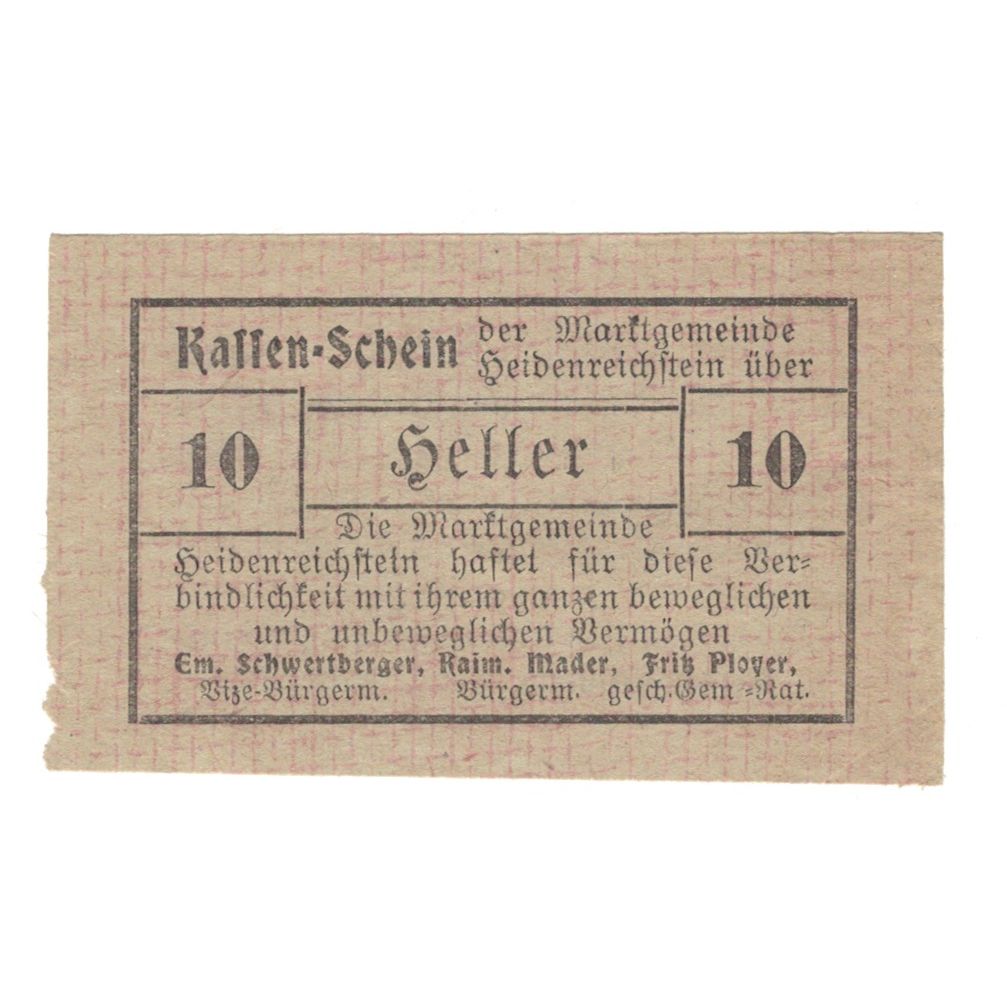 Kassen-Schein der Marktgemeinde
Heidenreichstein über
10 Heller 10
Die Marktgemeinde
Heidenreichstein haftet für diese Ver-
bindlichkeit mit ihrem ganzen beweglichen
und unbeweglichen Vermögen
Em. Schwertberger, Raim. Mader, Fritz Ployer,
Vize-Bürgerm. Bürgerm. gesch. Gem-Rat.